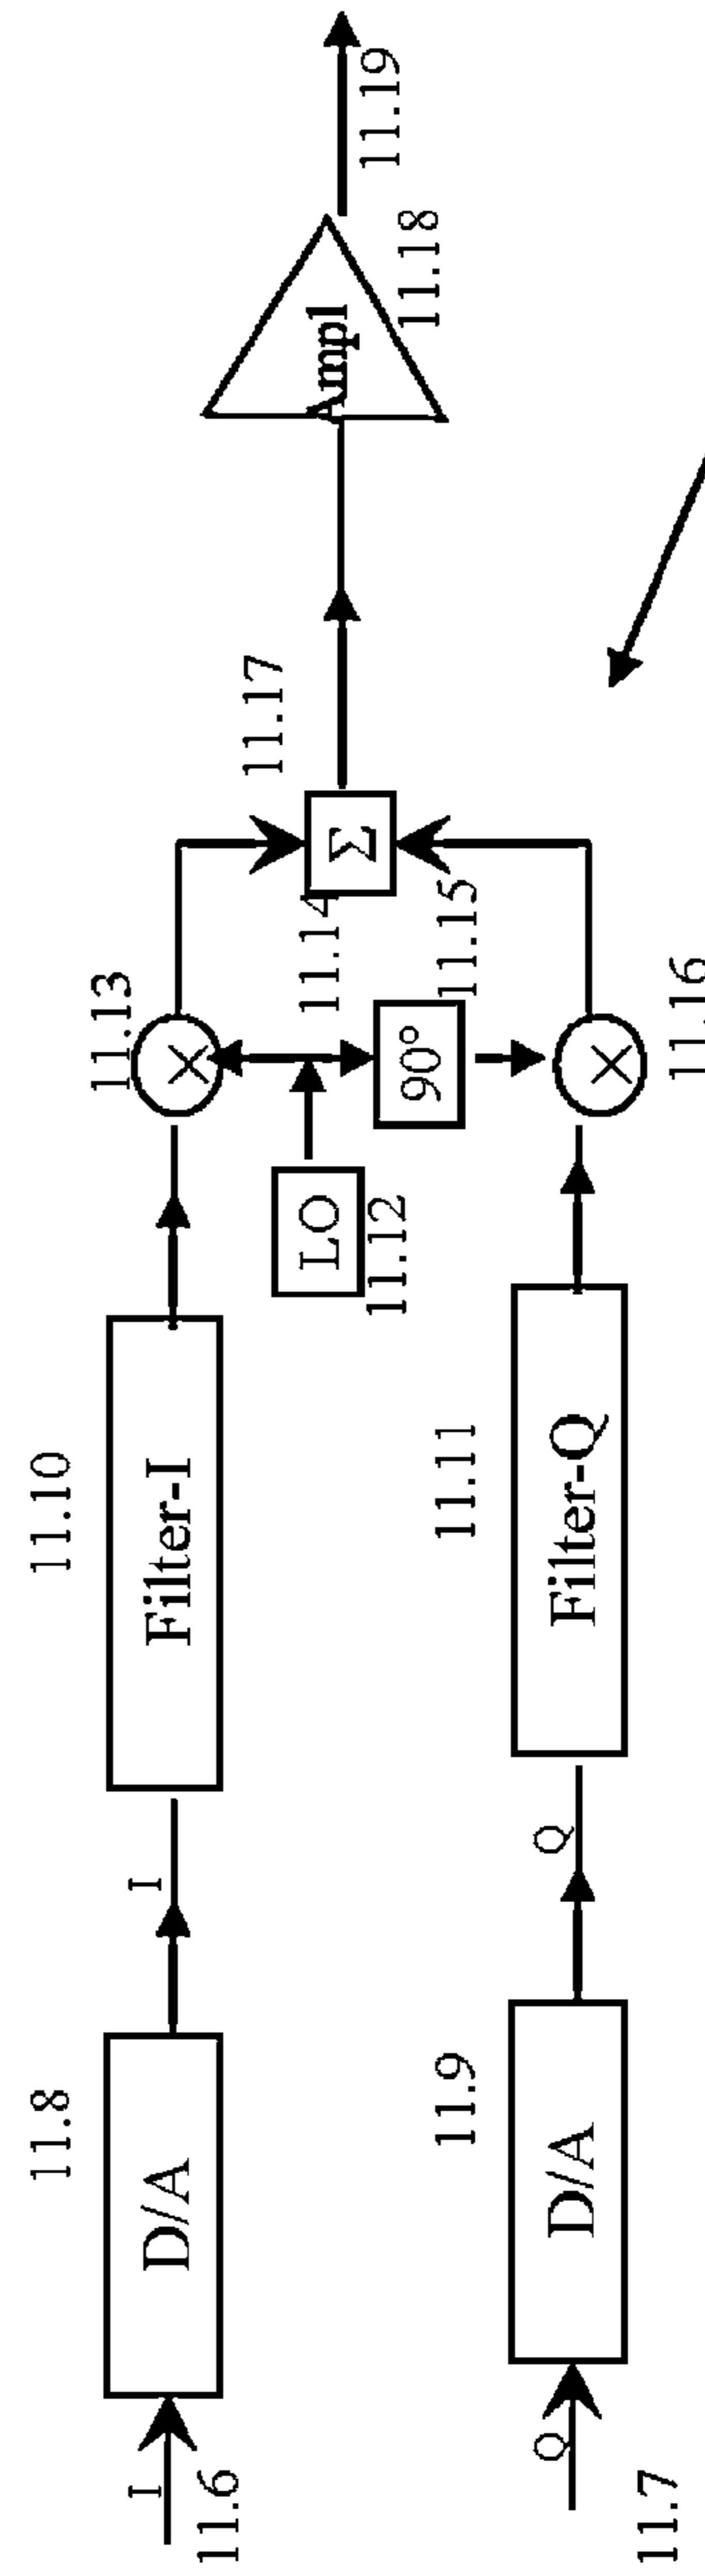 I
11.6
D/A
11.8
I
Filter-I
11.10
11.13
X
LO
11.12
11.14
90°
11.15
Σ
11.17
Ampl
11.18
11.19
Q
11.7
D/A
11.9
Q
Filter-Q
11.11
X
11.16